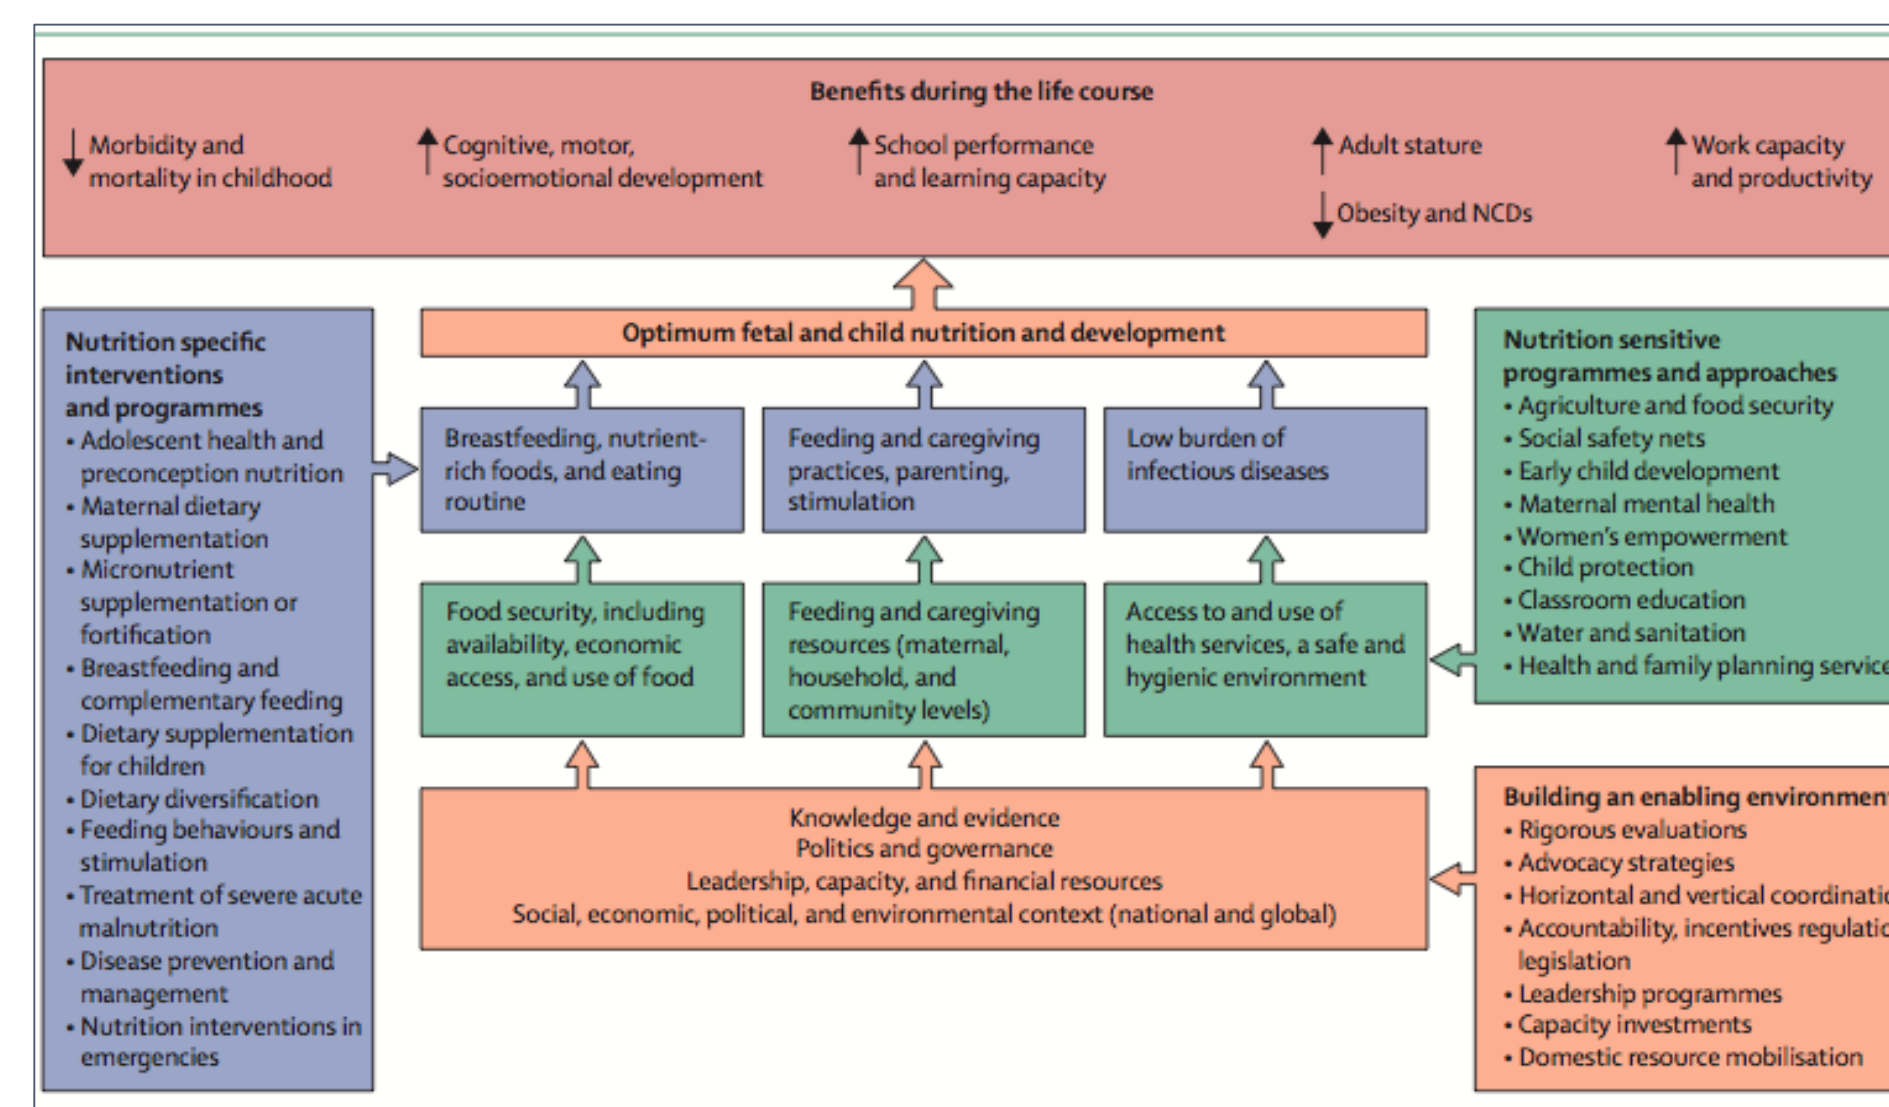 Benefits during the life course
Morbidity and
mortality in childhood
Cognitive, motor,
socioemotional development
School performance
and learning capacity
Adult stature
Obesity and NCDs
Work capacity
and productivity
Nutrition specific
interventions
and programmes
• Adolescent health and
preconception nutrition
• Maternal dietary
supplementation
• Micronutrient
supplementation or
fortification
• Breastfeeding and
complementary feeding
• Dietary supplementation
for children
• Dietary diversification
• Feeding behaviours and
stimulation
• Treatment of severe acute
malnutrition
• Disease prevention and
management
• Nutrition interventions in
emergencies
Optimum fetal and child nutrition and development
Breastfeeding, nutrient-
rich foods, and eating
routine
Feeding and caregiving
practices, parenting,
stimulation
Low burden of
infectious diseases
Food security, including
availability, economic
access, and use of food
Feeding and caregiving
resources (maternal,
household, and
community levels)
Access to and use of
health services, a safe and
hygienic environment
Knowledge and evidence
Politics and governance
Leadership, capacity, and financial resources
Social, economic, political, and environmental context (national and global)
Nutrition sensitive
programmes and approaches
• Agriculture and food security
• Social safety nets
• Early child development
• Maternal mental health
• Women's empowerment
• Child protection
• Classroom education
• Water and sanitation
• Health and family planning service
Building an enabling environmen
• Rigorous evaluations
• Advocacy strategies
• Horizontal and vertical coordinatio
• Accountability, incentives regulatio
legislation
• Leadership programmes
• Capacity investments
• Domestic resource mobilisation